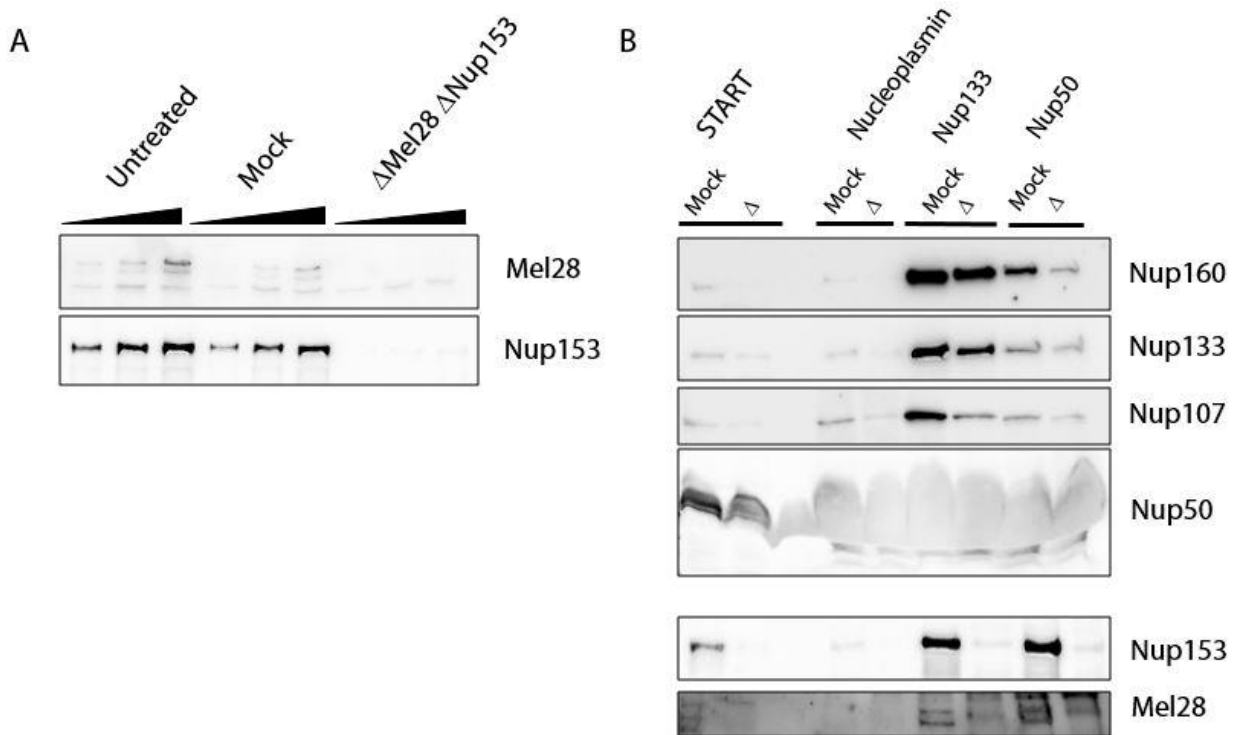 A
Untreated
Mock
ΔMel28 ΔNup153
Mel28
Nup153
B
START
Nucleoplasmin
Nup133
Nup50
Mock
Δ
Mock
Δ
Mock
Δ
Mock
Δ
Nup160
Nup133
Nup107
Nup50
Nup153
Mel28